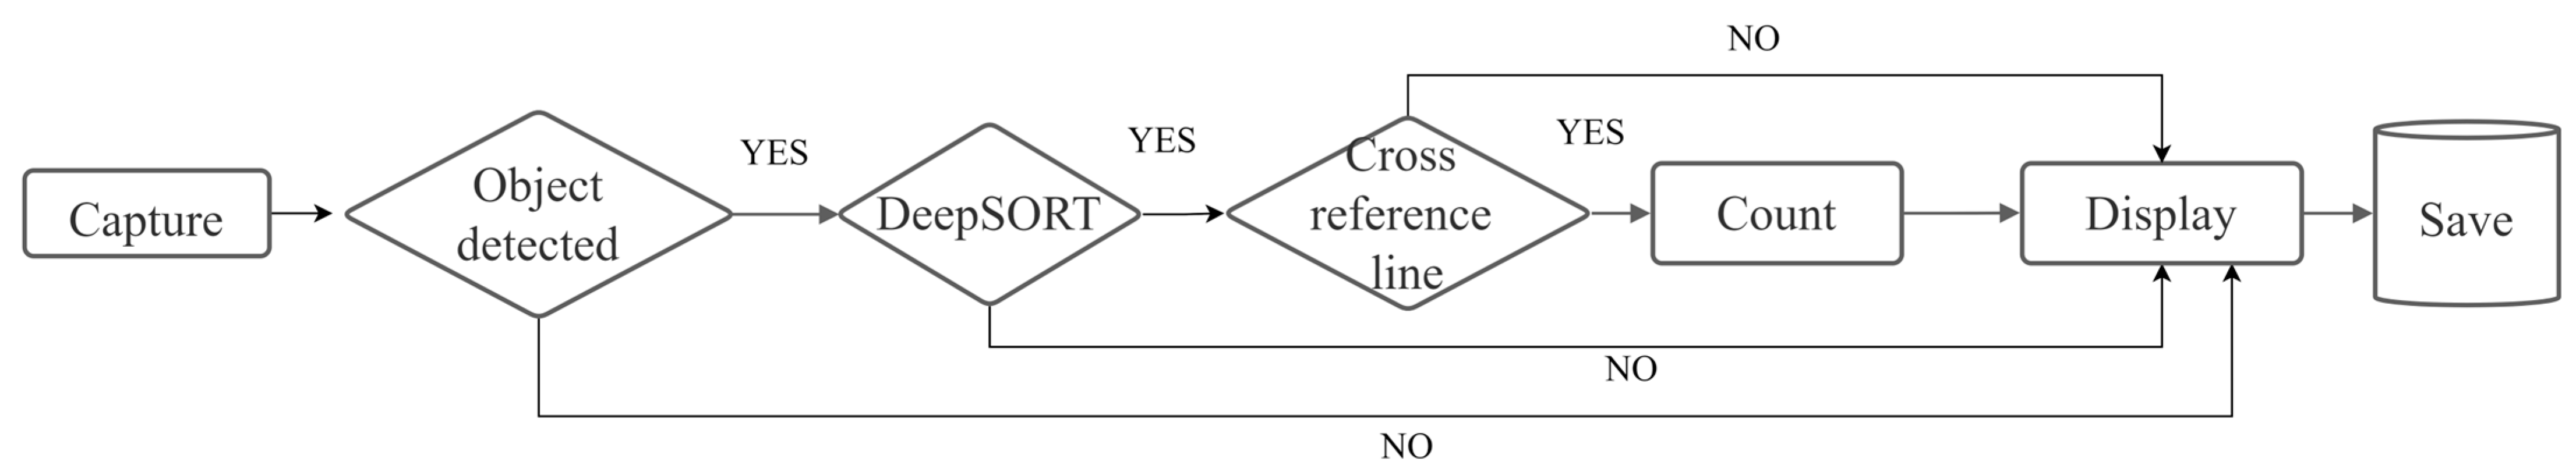 NO
Capture
Object
detected
YES
DeepSORT
YES
Cross
reference
line
YES
Count
Display
Save
NO
NO